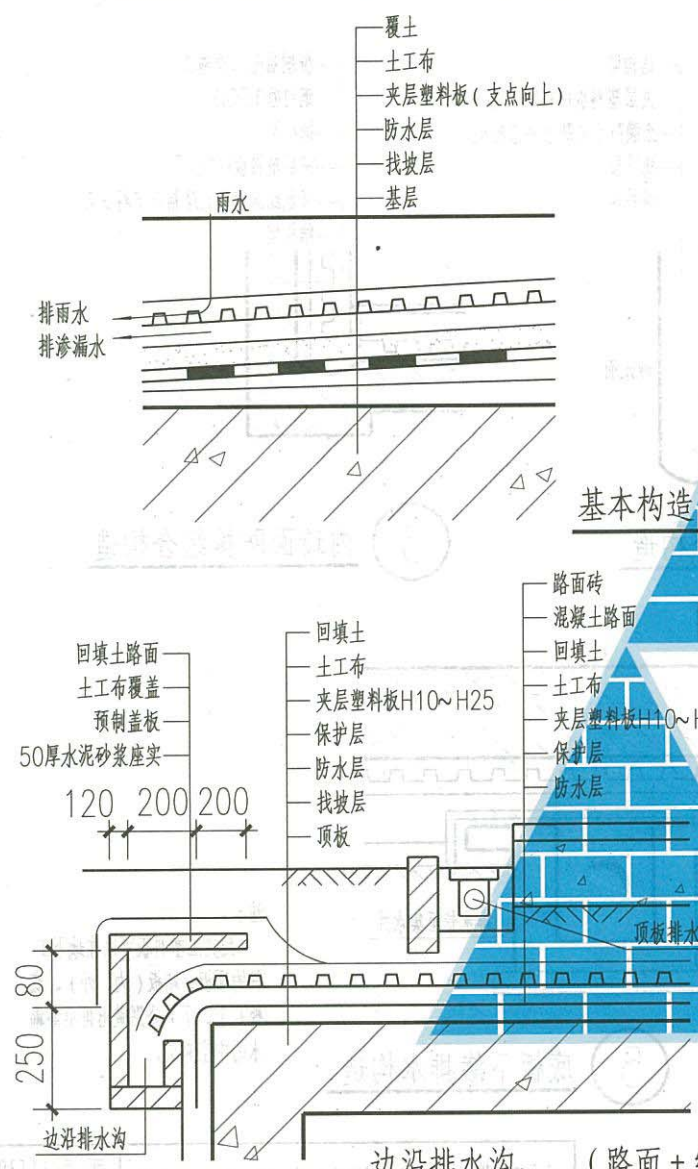 覆土
土工布
夹层塑料板(支点向上)
防水层
找坡层
基层
雨水
排雨水
排渗漏水
基本构造
路面砖
混凝土路面
回填土
土工布
夹层塑料板H10~H
保护层
防水层
回填土
土工布
夹层塑料板H10~H25
保护层
防水层
找坡层
顶板
回填土路面
土工布覆盖
预制盖板
50厚水泥砂浆座实
120 200 200
顶板排水
80
250
边沿排水沟
边沿排水沟 (路面+